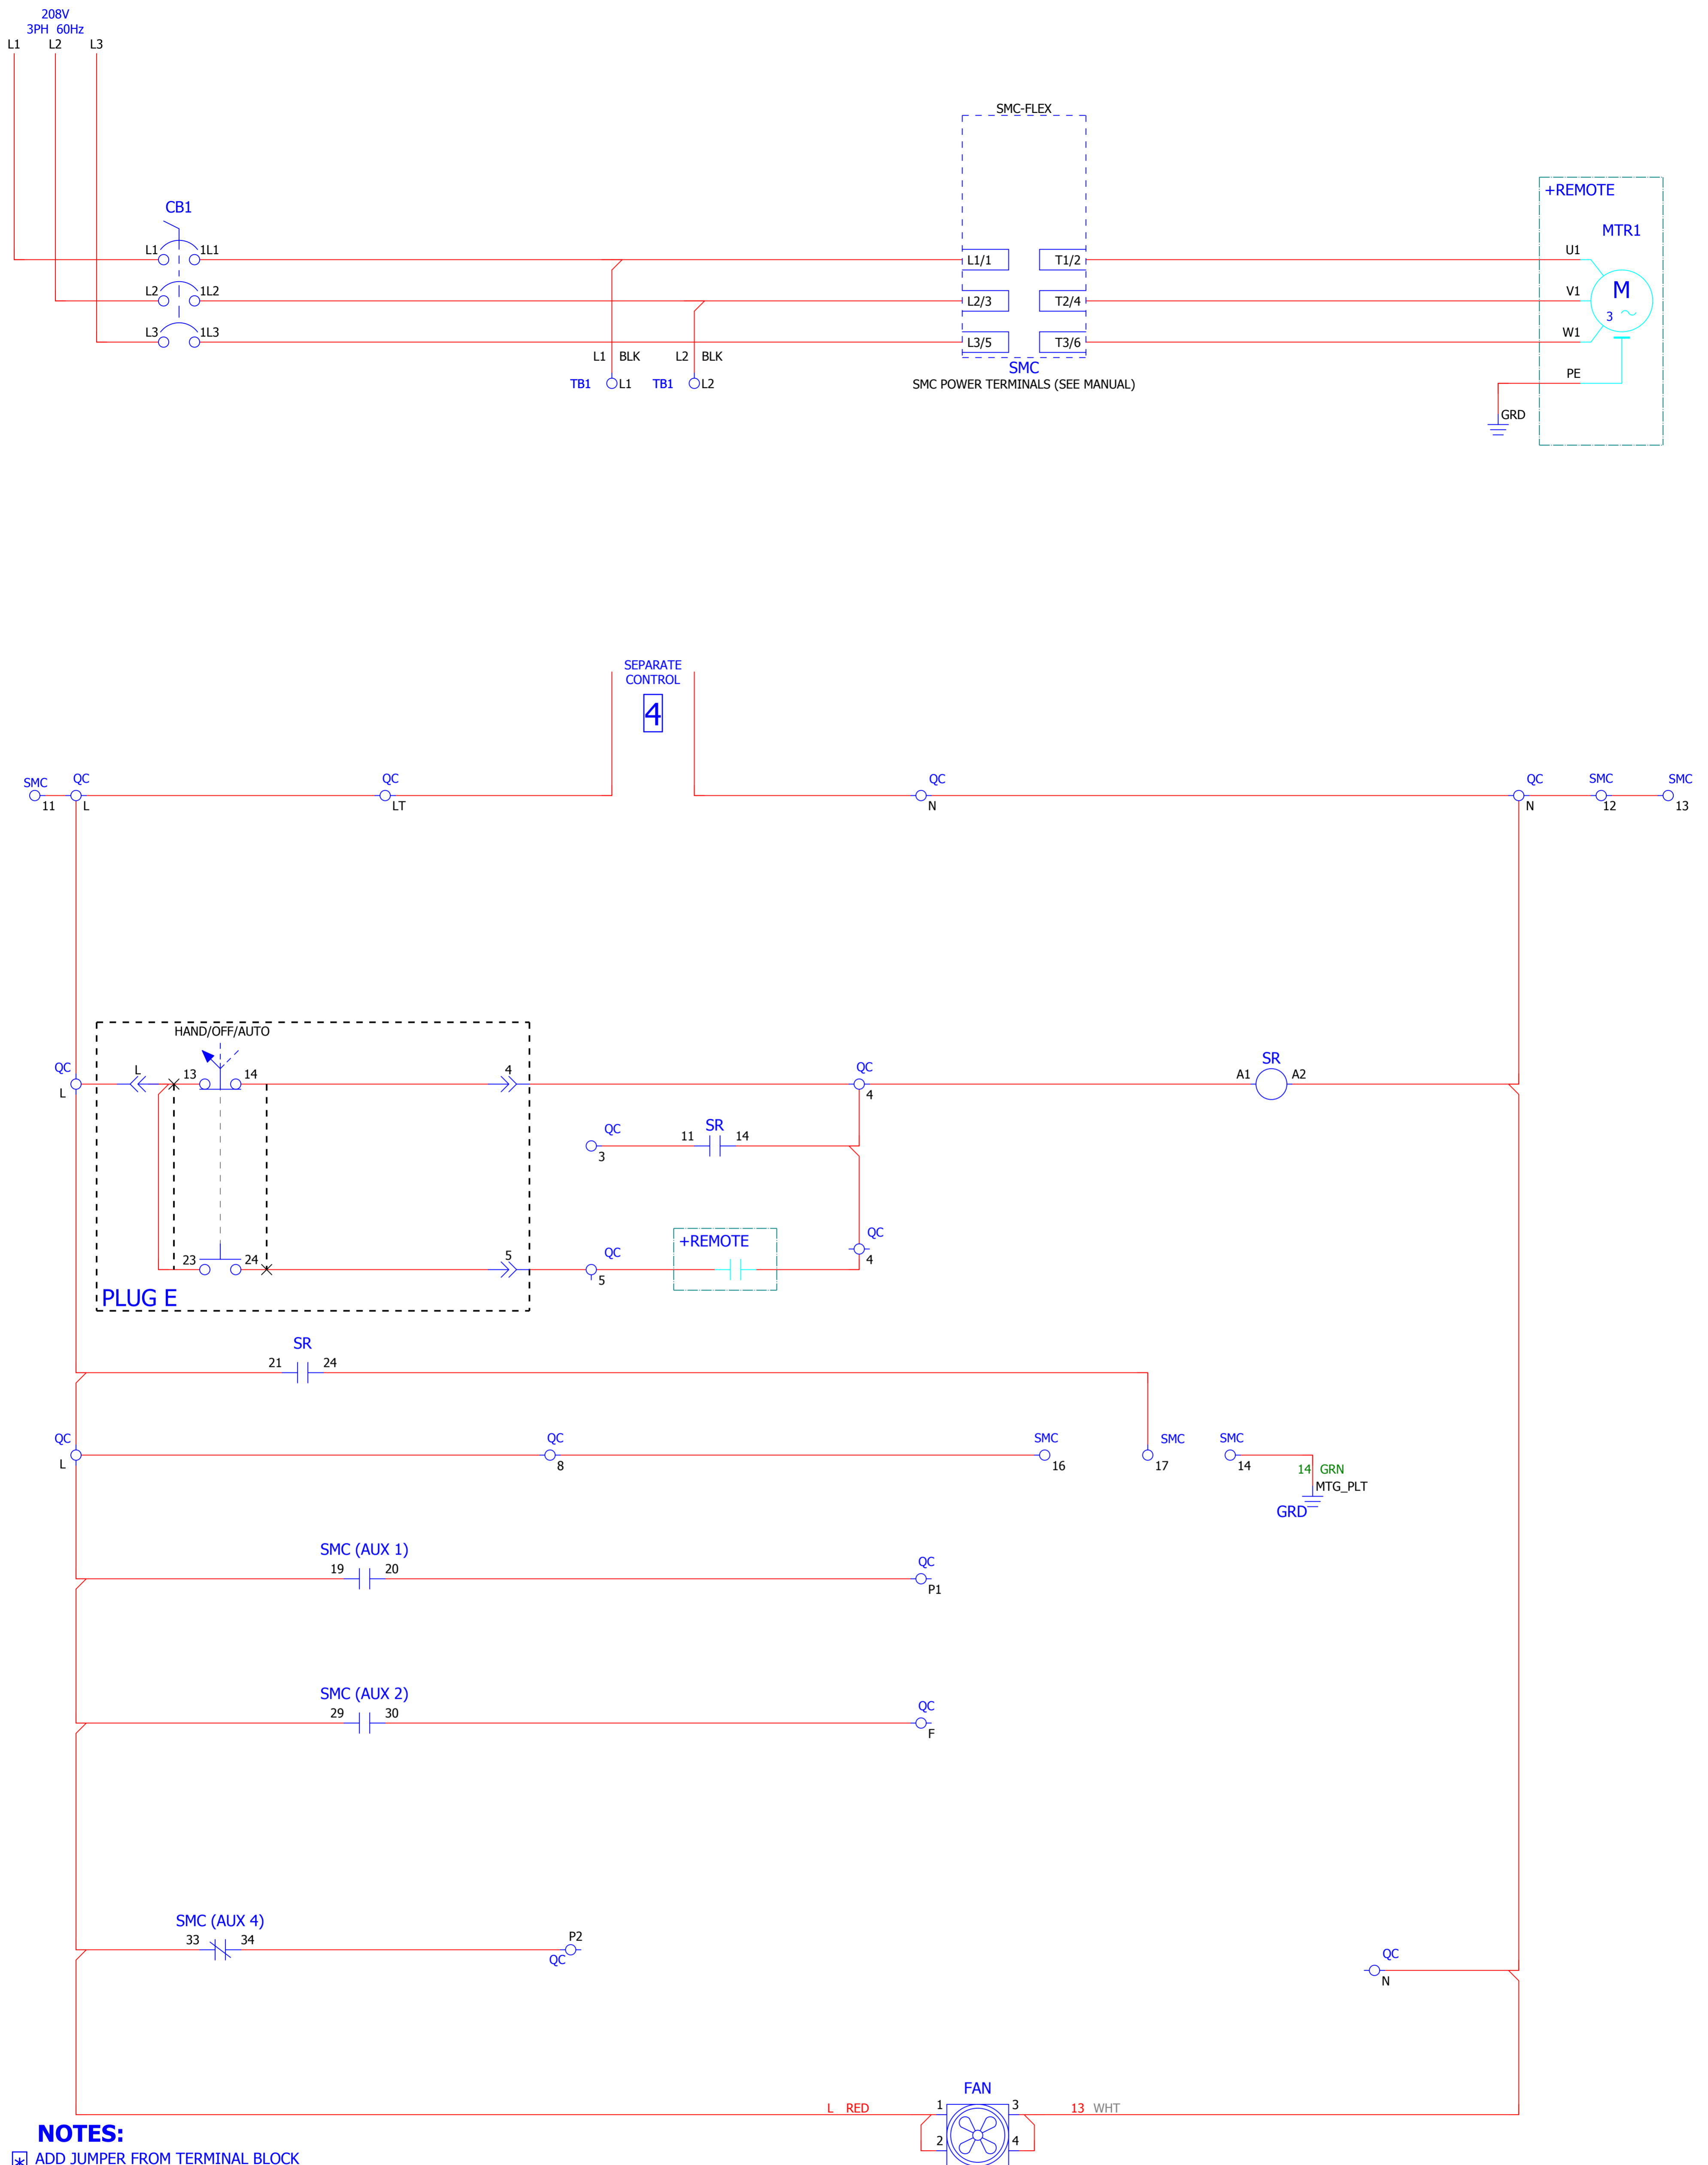 208V
3PH 60Hz
L1 L2 L3
SMC-FLEX
+REMOTE
CB1
MTR1
L1 1L1 L1/1 T1/2 U1
L2 1L2 L2/3 T2/4 V1 M
3
L3 1L3 L3/5 T3/6 W1
L1 BLK L2 BLK
SMC
TB1 L1 TB1 L2 SMC POWER TERMINALS (SEE MANUAL) PE
GRD
SEPARATE
CONTROL
4
SMC QC QC QC QC SMC SMC
11 L LT N N 12 13
HAND/OFF/AUTO
QC L 13 14 4 QC SR
L 4 A1 A2
QC SR
3 11 14
QC
+REMOTE
23 24 5 QC 4
5
PLUG E
SR
21 24
QC QC SMC SMC SMC
L 8 16 17 14
14 GRN
MTG_PLT
GRD
SMC (AUX 1)
19 20 QC
P1
SMC (AUX 2)
29 30 QC
F
SMC (AUX 4)
33 34 P2
QC
QC
N
FAN
L RED 1 3 13 WHT
2 4
NOTES:
* ADD JUMPER FROM TERMINAL BLOCK